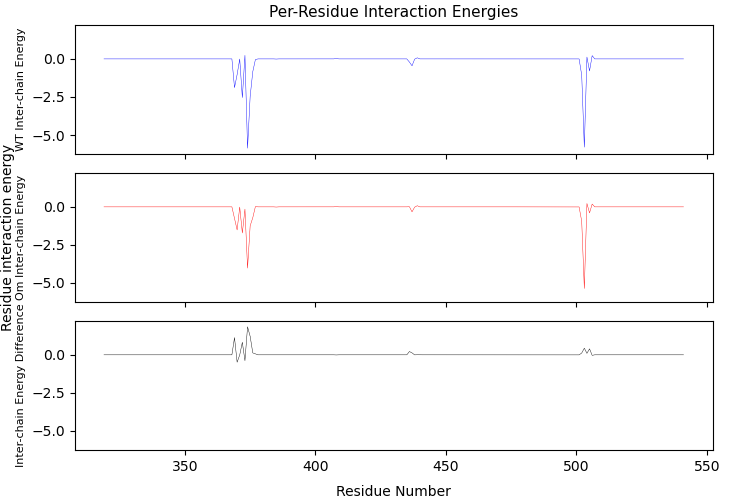 Per-Residue Interaction Energies
Residue interaction energy
WT Inter-chain Energy
0.0
−2.5
−5.0
Om Inter-chain Energy
0.0
−2.5
−5.0
Inter-chain Energy Difference
0.0
−2.5
−5.0
350 400 450 500 550
Residue Number